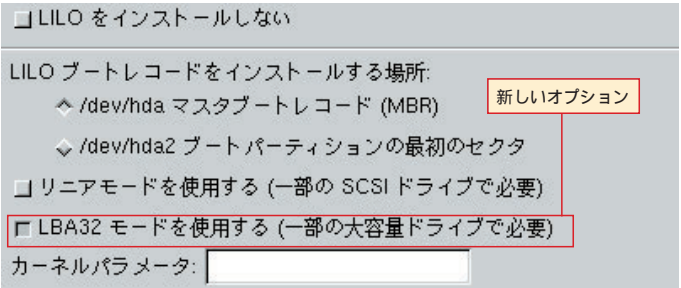 LILO をインストールしない
LILO ブートレコードをインストールする場所:
新しいオプション
/dev/hda マスタブートレコード (MBR)
/dev/hda2 ブートパーティションの最初のセクタ
リニアモードを使用する (一部の SCSI ドライブで必要)
LBA32 モードを使用する (一部の大容量ドライブで必要)
カーネルパラメータ: